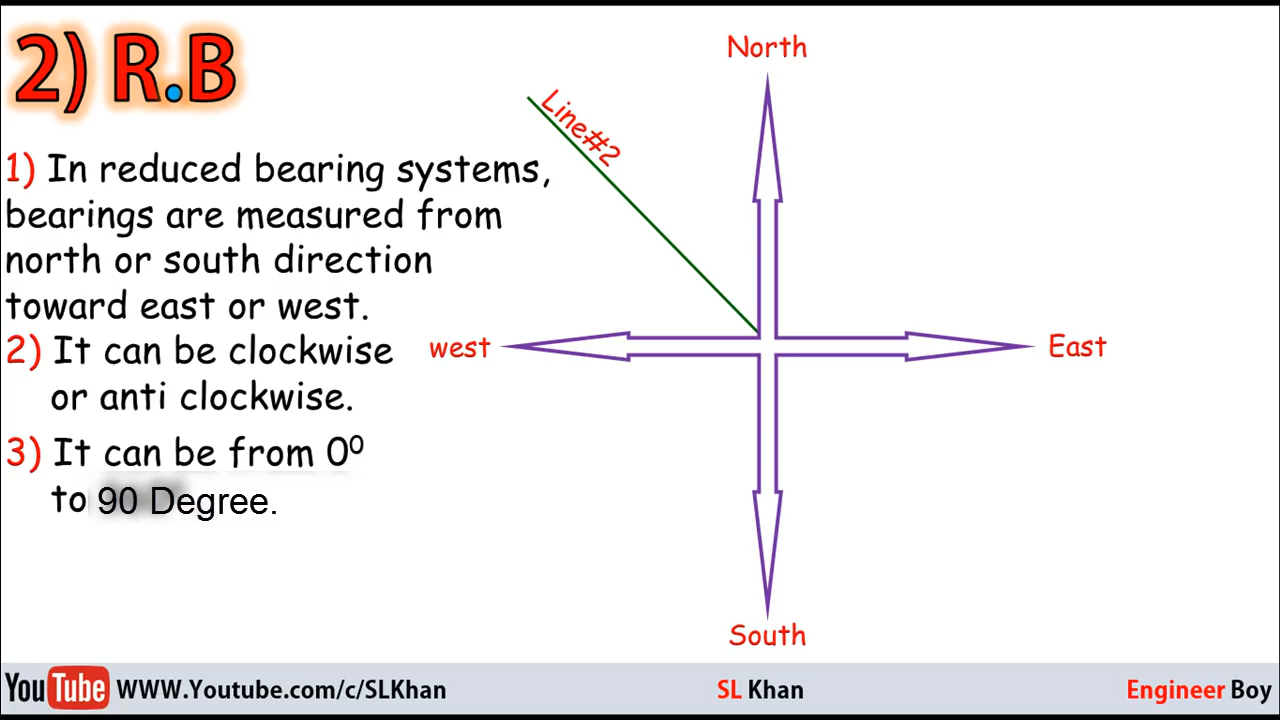 2) R.B
1) In reduced bearing systems,
bearings are measured from
north or south direction
toward east or west.
2) It can be clockwise
or anti clockwise.
3) It can be from 0⁰
to 90 Degree.
North
Line#2
west
East
South
YouTube WWW.Youtube.com/c/SLKhan
SL Khan
Engineer Boy